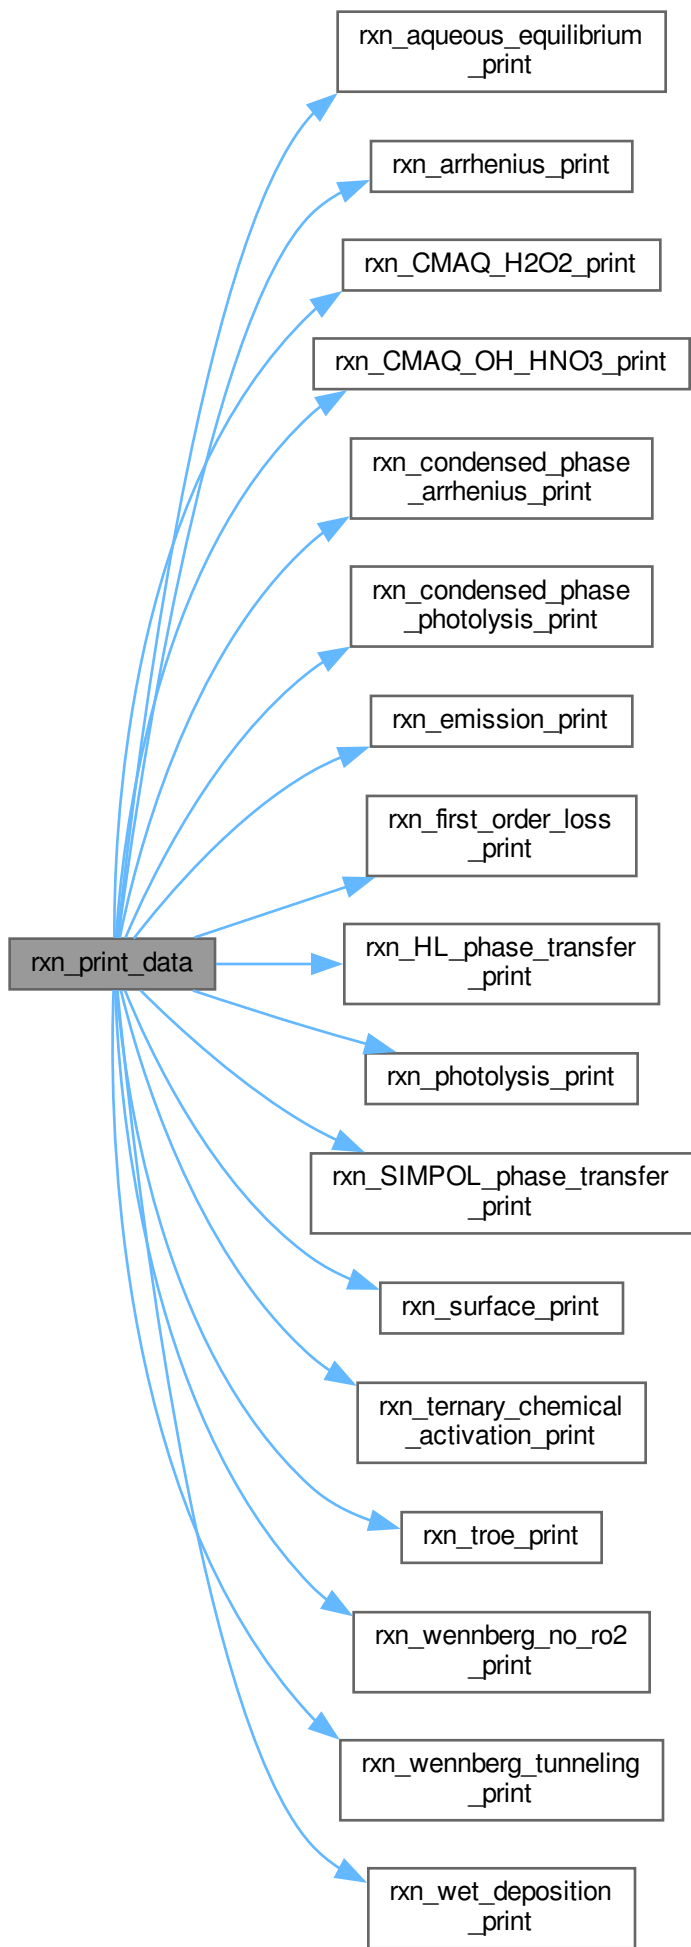 rxn_aqueous_equilibrium
_print
rxn_arrhenius_print
rxn_CMAQ_H2O2_print
rxn_CMAQ_OH_HNO3_print
rxn_condensed_phase
_arrhenius_print
rxn_condensed_phase
_photolysis_print
rxn_emission_print
rxn_first_order_loss
_print
rxn_print_data
rxn_HL_phase_transfer
_print
rxn_photolysis_print
rxn_SIMPOL_phase_transfer
_print
rxn_surface_print
rxn_ternary_chemical
_activation_print
rxn_troe_print
rxn_wennberg_no_ro2
_print
rxn_wennberg_tunneling
_print
rxn_wet_deposition
_print